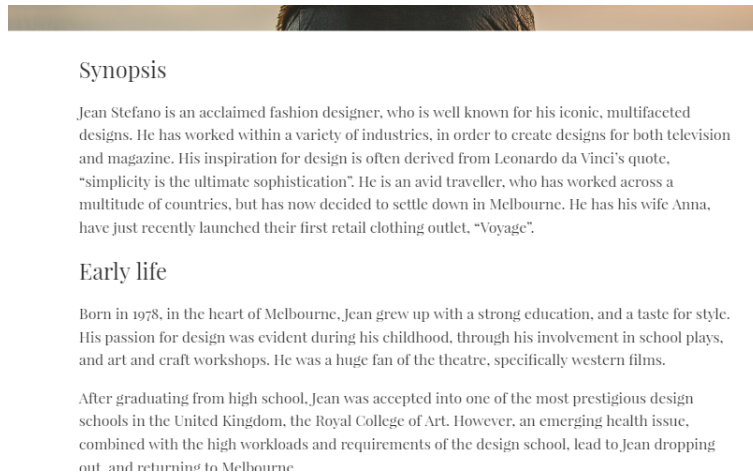 Synopsis
Jean Stefano is an acclaimed fashion designer, who is well known for his iconic, multifaceted
designs. He has worked within a variety of industries, in order to create designs for both television
and magazine. His inspiration for design is often derived from Leonardo da Vinci’s quote,
“simplicity is the ultimate sophistication”. He is an avid traveller, who has worked across a
multitude of countries, but has now decided to settle down in Melbourne. He has his wife Anna,
have just recently launched their first retail clothing outlet, “Voyage”.
Early life
Born in 1978, in the heart of Melbourne, Jean grew up with a strong education, and a taste for style.
His passion for design was evident during his childhood, through his involvement in school plays,
and art and craft workshops. He was a huge fan of the theatre, specifically western films.
After graduating from high school, Jean was accepted into one of the most prestigious design
schools in the United Kingdom, the Royal College of Art. However, an emerging health issue,
combined with the high workloads and requirements of the design school, lead to Jean dropping
out, and returning to Melbourne